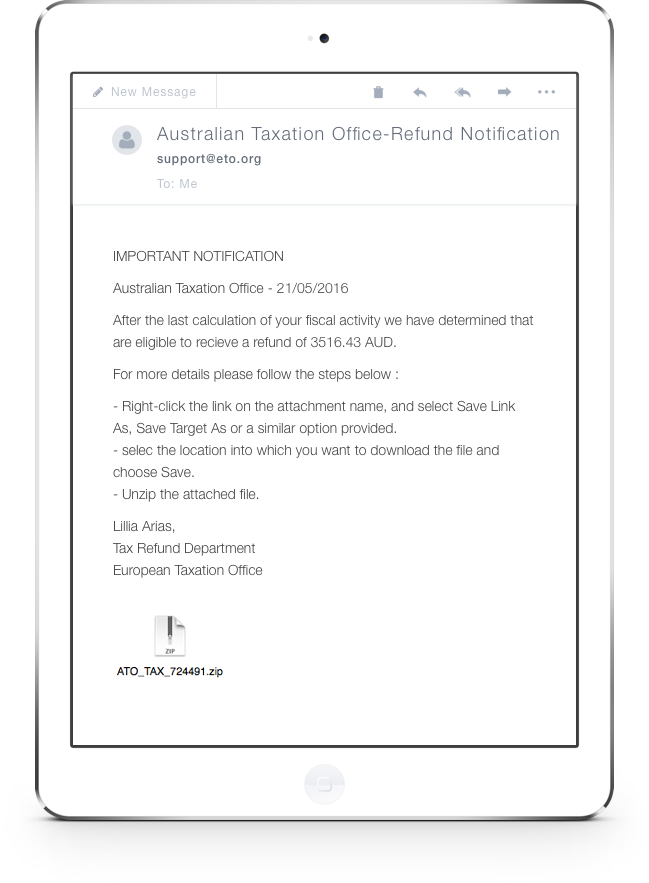 New Message
Australian Taxation Office-Refund Notification
support@eto.org
To: Me
IMPORTANT NOTIFICATION
Australian Taxation Office - 21/05/2016
After the last calculation of your fiscal activity we have determined that
are eligible to recieve a refund of 3516.43 AUD.
For more details please follow the steps below :
- Right-click the link on the attachment name, and select Save Link
As, Save Target As or a similar option provided.
- selec the location into which you want to download the file and
choose Save.
- Unzip the attached file.
Lillia Arias,
Tax Refund Department
European Taxation Office
ZIP
ATO_TAX_724491.zip